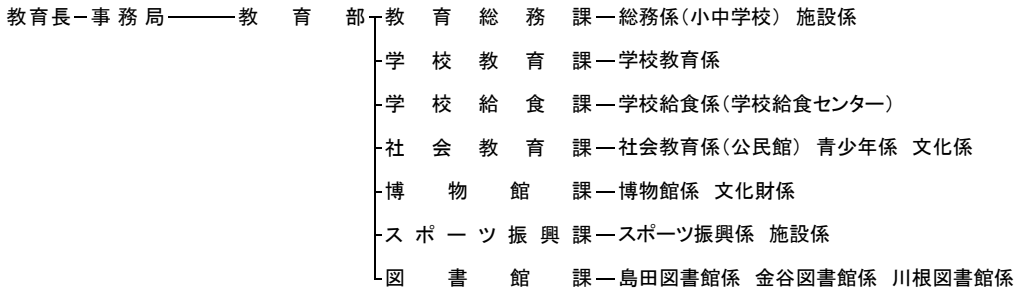 教育長 事務局 教育部 教育総務課 総務係(小中学校) 施設係
学校教育課 学校教育係
学校給食課 学校給食係(学校給食センター)
社会教育課 社会教育係(公民館) 青少年係 文化係
博物館課 博物館係 文化財係
スポーツ振興課 スポーツ振興係 施設係
図書館課 島田図書館係 金谷図書館係 川根図書館係